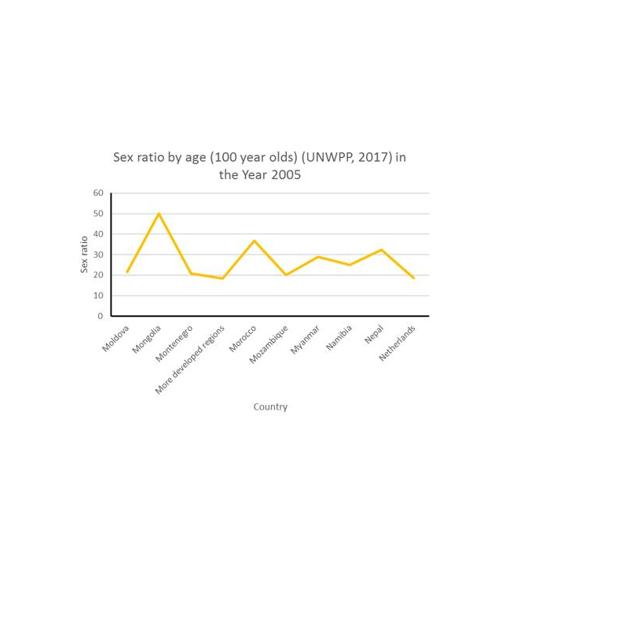 Sex ratio by age (100 year olds) (UNWPP, 2017) in
the Year 2005
60
50
40
30
20
10
0
Sex ratio
Moldova
Mongolia
Montenegro
More developed regions
Morocco
Mozambique
Myanmar
Namibia
Nepal
Netherlands
Country